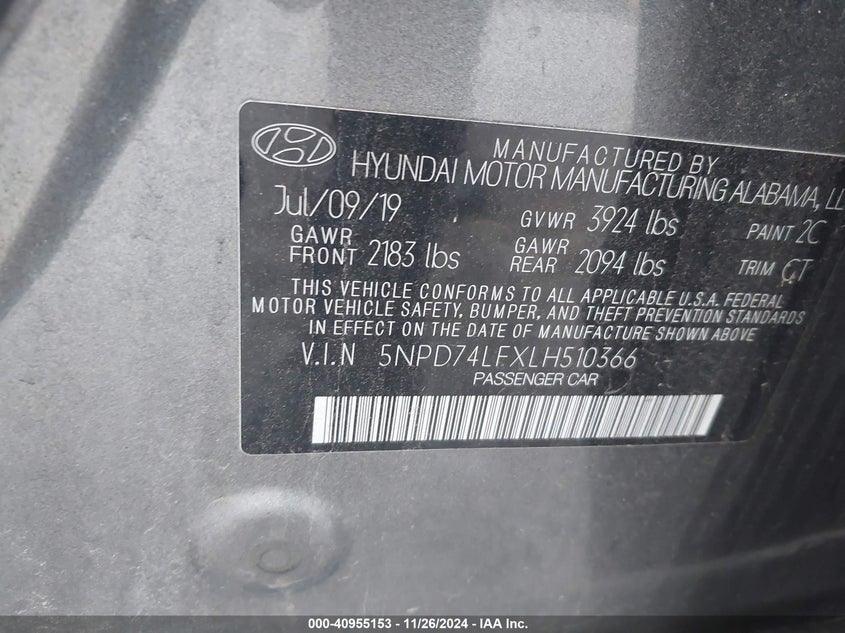 MANUFACTURED BY
HYUNDAI MOTOR MANUFACTURING ALABAMA,
Jul/09/19 GVWR 3924 lbs PAINT 2C
GAWR FRONT 2183 lbs GAWR REAR 2094 lbs TRIM
THIS VEHICLE CONFORMS TO ALL APPLICABLE U.S.A. FEDERAL
MOTOR VEHICLE SAFETY, BUMPER, AND THEFT PREVENTION STANDARDS
IN EFFECT ON THE DATE OF MANUFACTURE SHOWN ABOVE
V.I.N 5NPD74LFXLH510366
PASSENGER CAR
000-40955153 - 11/26/2024 - IAA Inc.